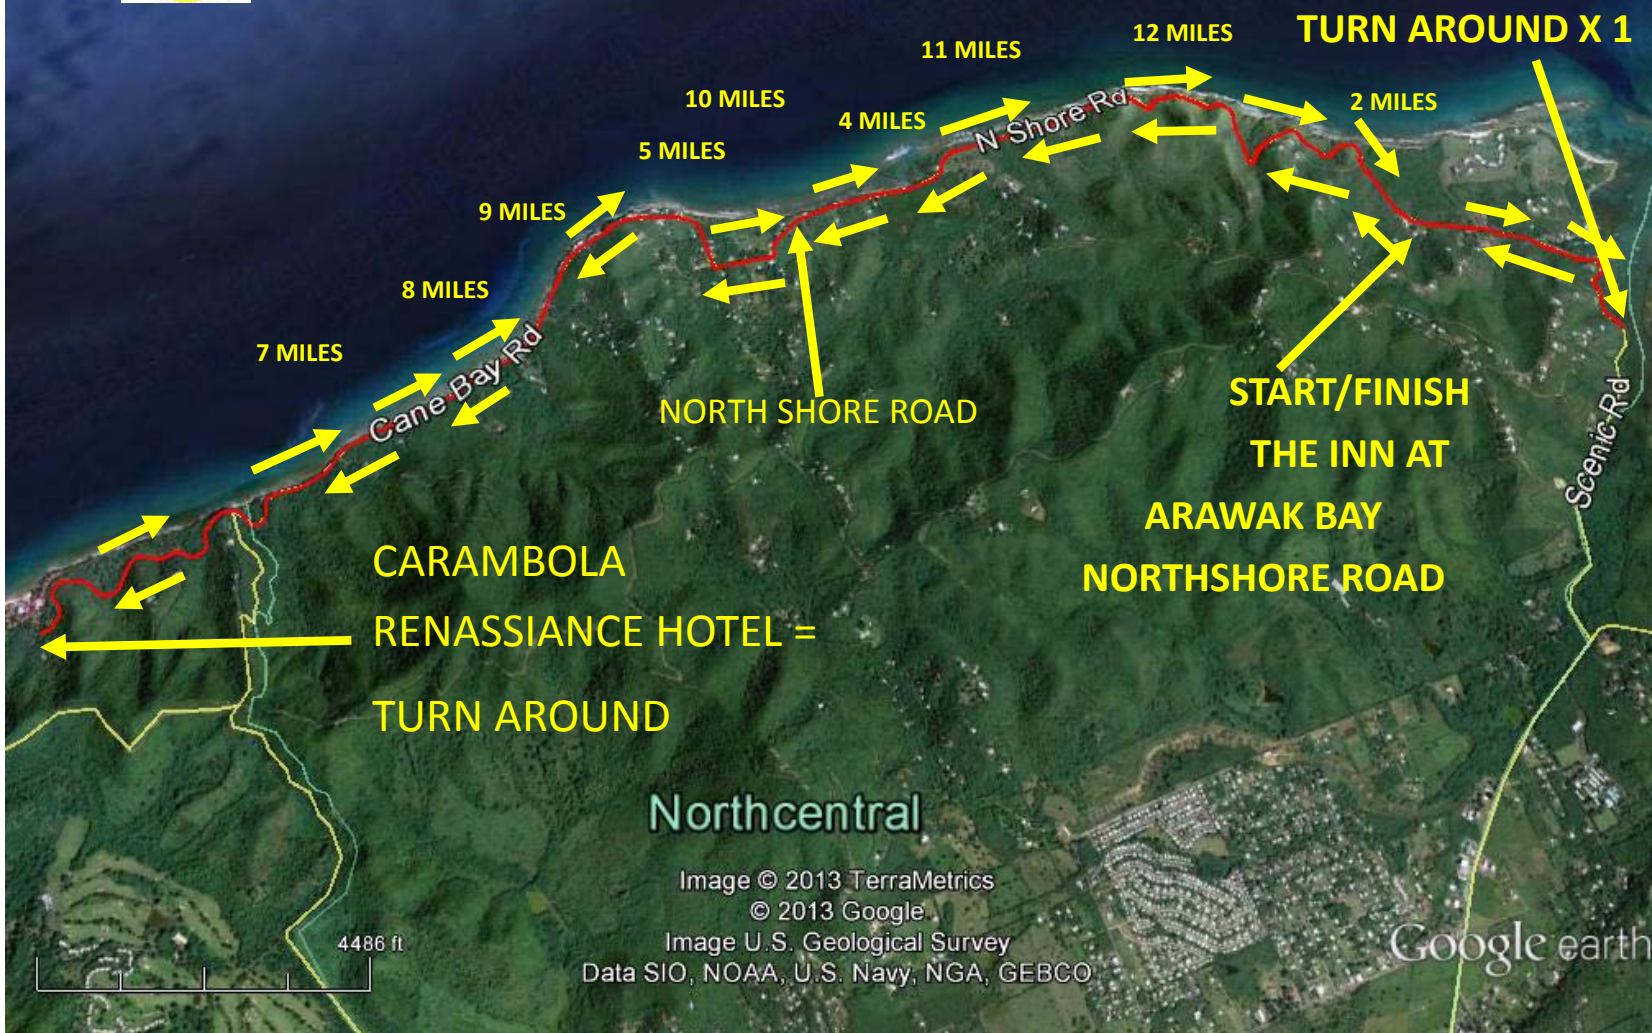 TURN AROUND X 1
12 MILES
11 MILES
10 MILES
2 MILES
4 MILES
N Shore Rd
5 MILES
9 MILES
8 MILES
7 MILES
Cane Bay Rd
NORTH SHORE ROAD
START/FINISH
THE INN AT
ARAWAK BAY
NORTHSHORE ROAD
Scenic Rd
CARAMBOLA
RENASSIANCE HOTEL =
TURN AROUND
Northcentral
Image © 2013 TerraMetrics
© 2013 Google
Image U.S. Geological Survey
Data SIO, NOAA, U.S. Navy, NGA, GEBCO
4486 ft
Google earth